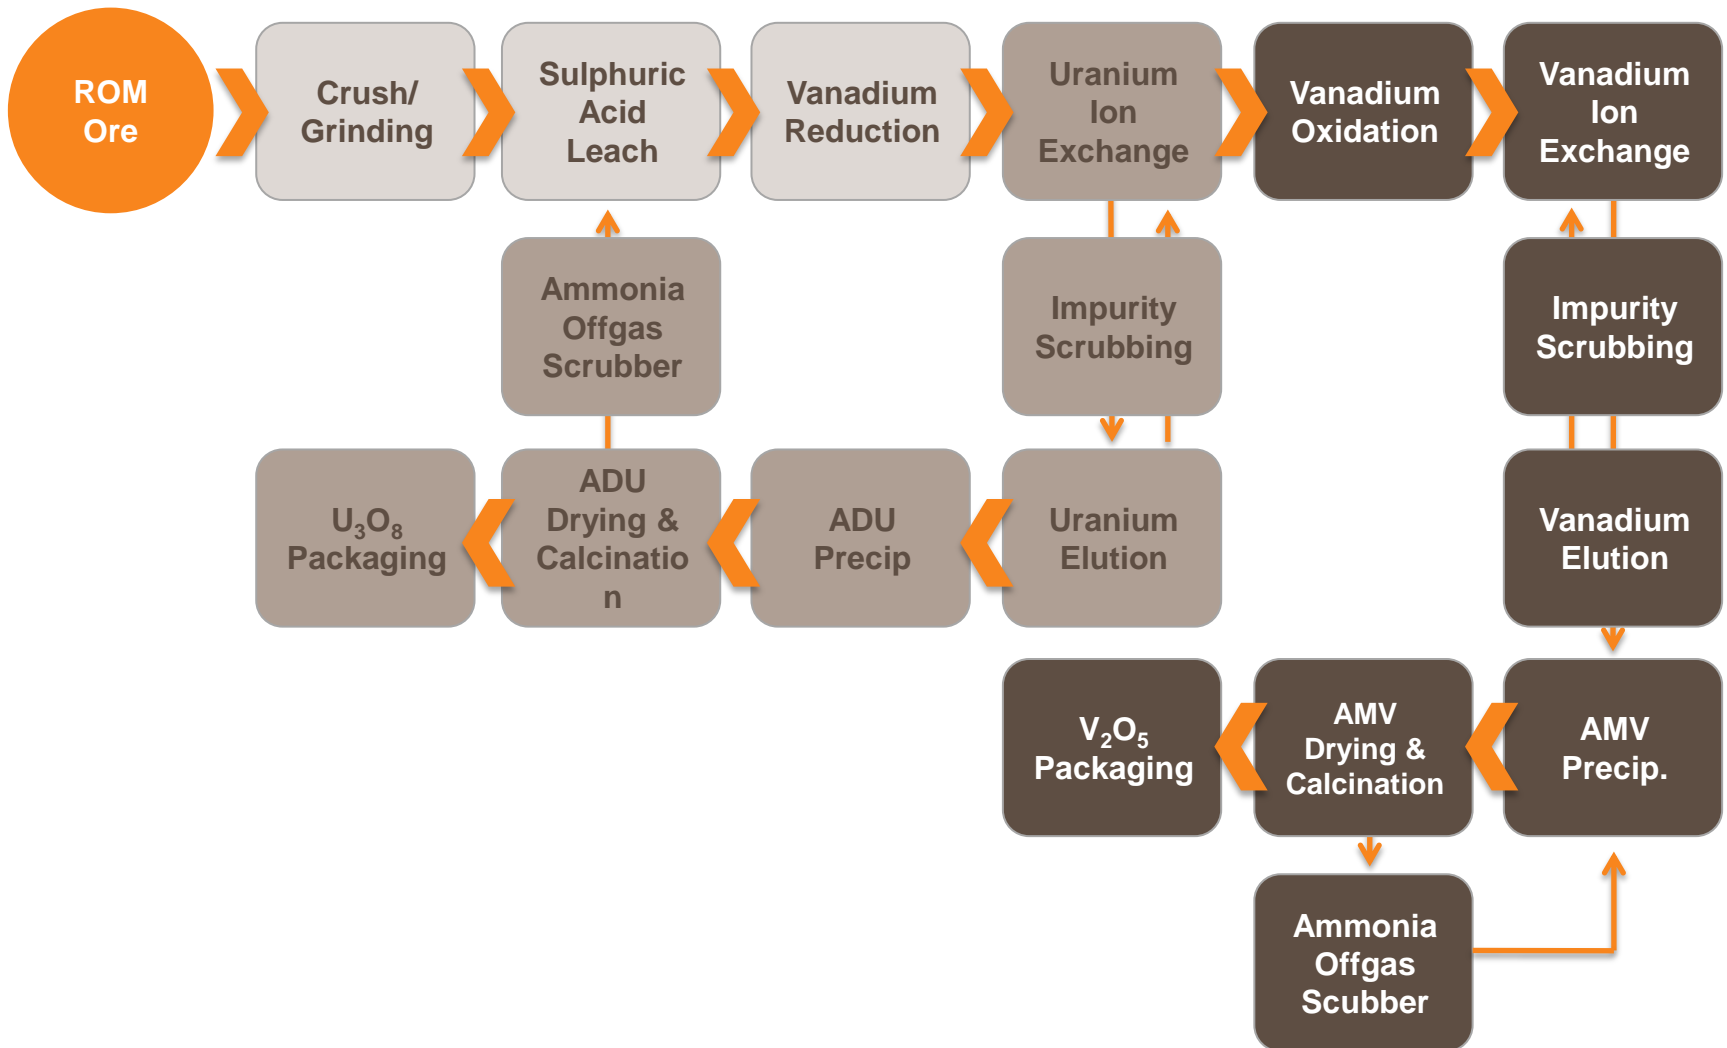 ROM
Ore
Crush/
Grinding
Sulphuric
Acid
Leach
Vanadium
Reduction
Uranium
Ion
Exchange
Vanadium
Oxidation
Vanadium
Ion
Exchange
Ammonia
Offgas
Scrubber
Impurity
Scrubbing
Impurity
Scrubbing
U₃O₈
Packaging
ADU
Drying &
Calcinatio
n
ADU
Precip
Uranium
Elution
Vanadium
Elution
V₂O₅
Packaging
AMV
Drying &
Calcination
AMV
Precip.
Ammonia
Offgas
Scubber